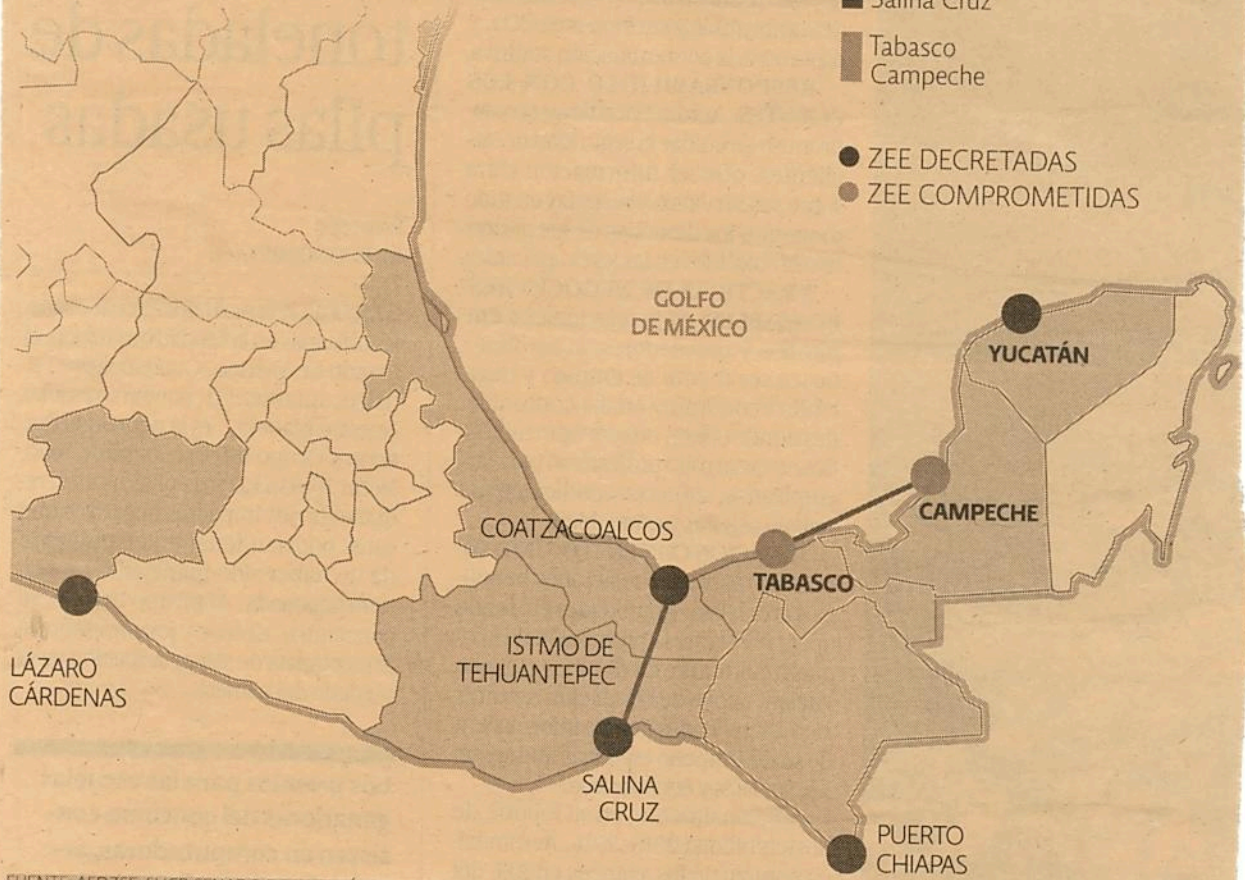 Salina Cruz
Tabasco
Campeche
ZEE DECRETADAS
ZEE COMPROMETIDAS
GOLFO
DE MÉXICO
YUCATÁN
CAMPECHE
COATZACOALCOS
TABASCO
ISTMO DE
TEHUANTEPEC
LÁZARO
CÁRDENAS
SALINA
CRUZ
PUERTO
CHIAPAS